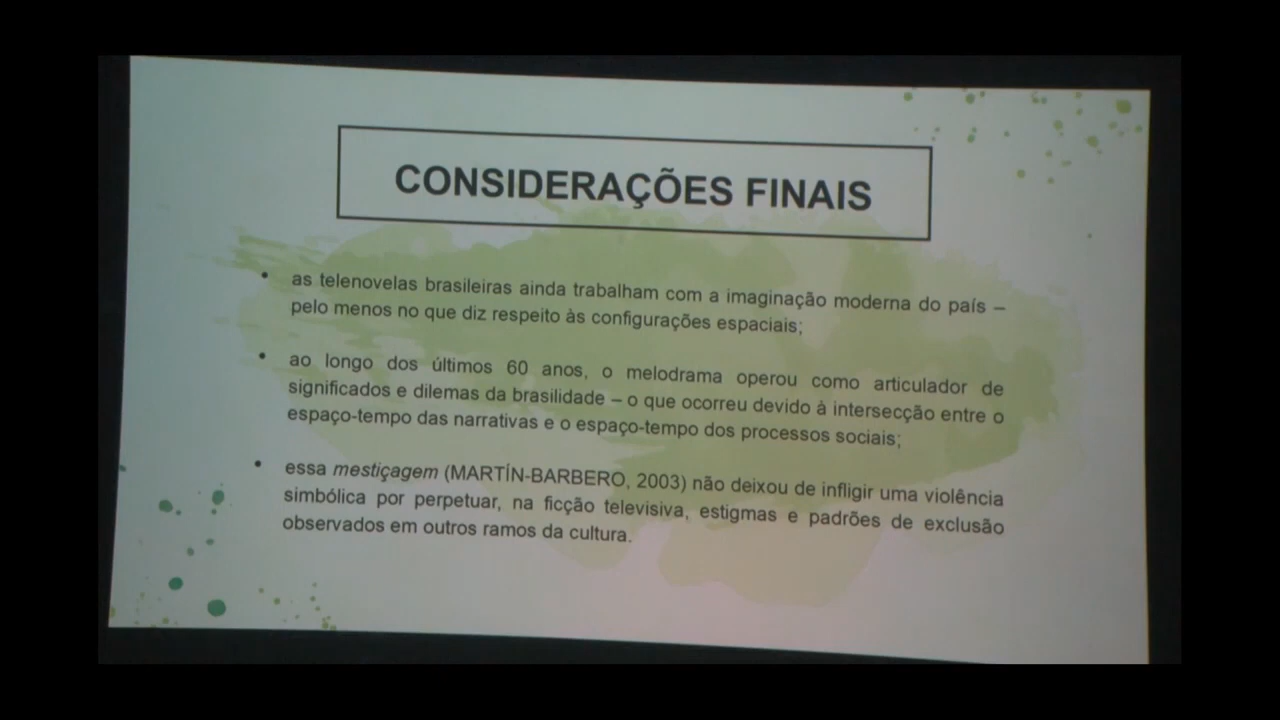 CONSIDERAÇÕES FINAIS
• as telenovelas brasileiras ainda trabalham com a imaginação moderna do país –
pelo menos no que diz respeito às configurações espaciais;
• ao longo dos últimos 60 anos, o melodrama operou como articulador de
significados e dilemas da brasilidade – o que ocorreu devido à intersecção entre o
espaço-tempo das narrativas e o espaço-tempo dos processos sociais;
• essa mestiçagem (MARTÍN-BARBERO, 2003) não deixou de infligir uma violência
simbólica por perpetuar, na ficção televisiva, estigmas e padrões de exclusão
observados em outros ramos da cultura.